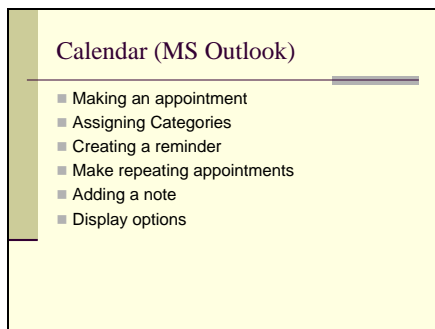 Calendar (MS Outlook)
Making an appointment
Assigning Categories
Creating a reminder
Make repeating appointments
Adding a note
Display options